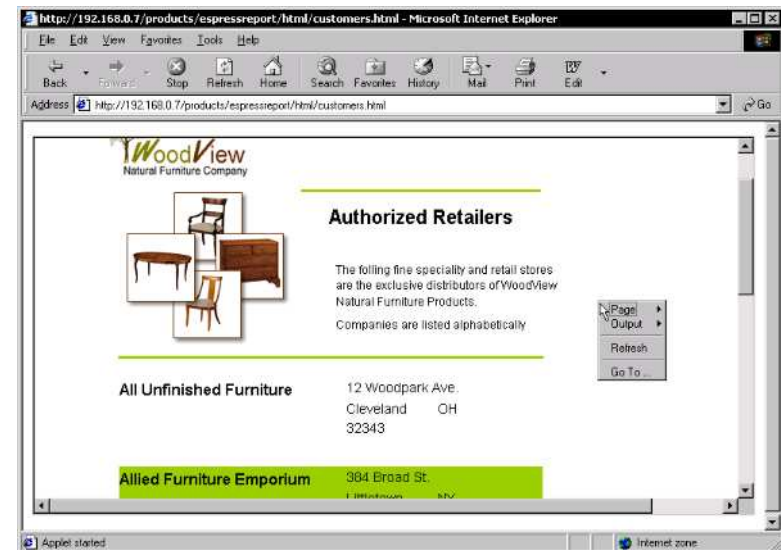 http://192.168.0.7/products/espressreport/html/customers.html - Microsoft Internet Explorer
File Edit View Favorites Tools Help
Back Forward Stop Refresh Home Search Favorites History Mail Print Edit
Address http://192.168.0.7/products/espressreport/html/customers.html Go
WoodView
Natural Furniture Company
Authorized Retailers
The folling fine speciality and retail stores
are the exclusive distributors of WoodView
Natural Furniture Products.
Companies are listed alphabetically
Page
Output
Refresh
Go To ...
All Unfinished Furniture 12 Woodpark Ave.
Cleveland OH
32343
Allied Furniture Emporium 384 Broad St.
Littletown NY
Applet started Internet zone